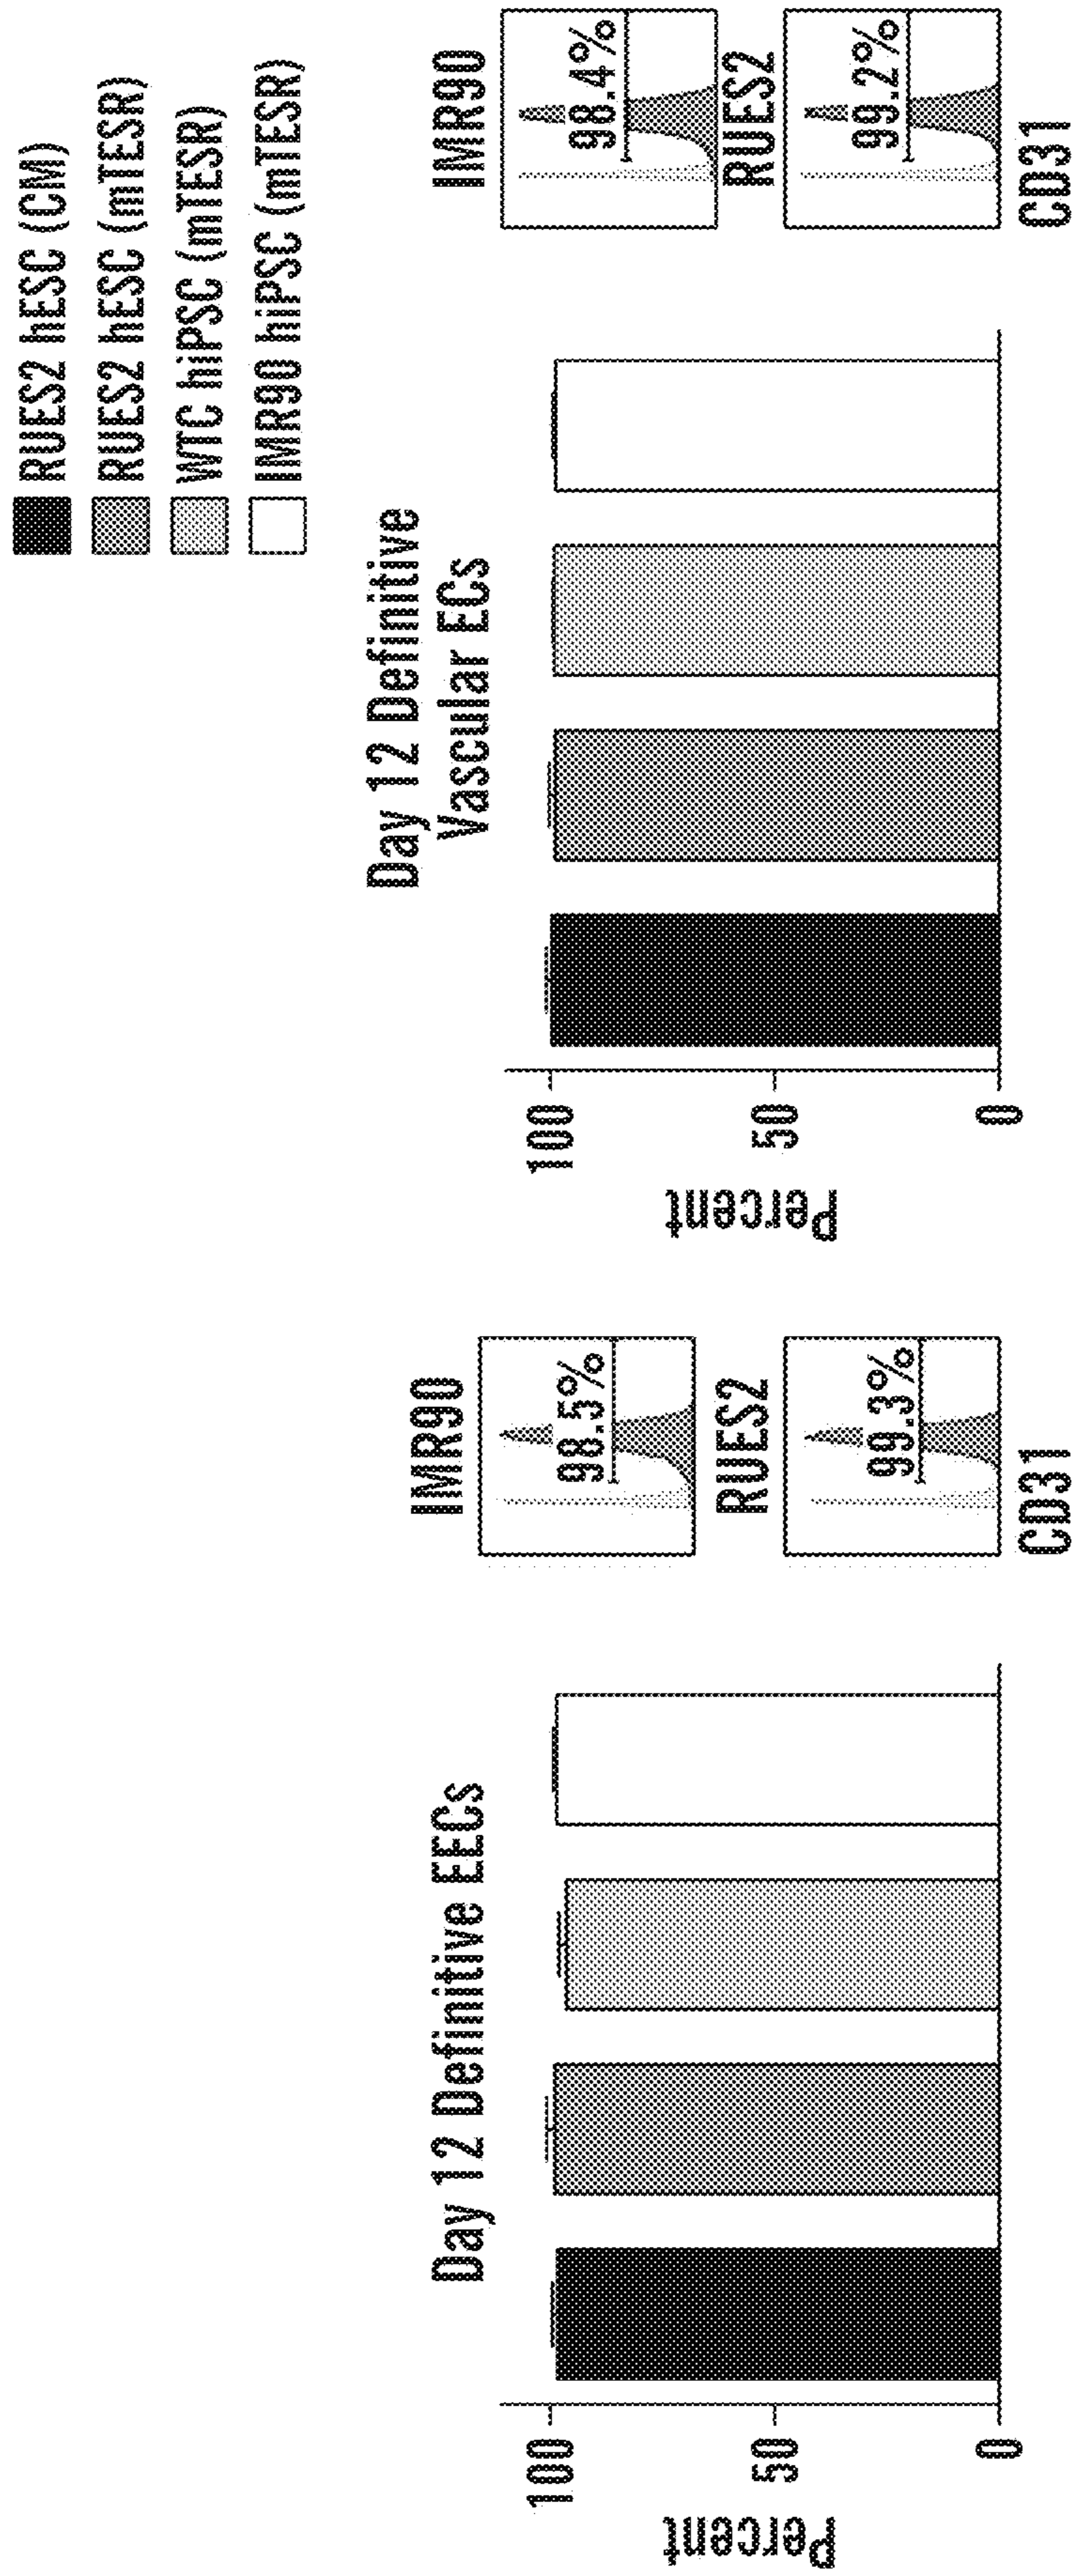 RUES2 hESC (CM)
RUES2 hESC (mTESR)
WTC hiPSC (mTESR)
IMR90 hiPSC (mTESR)
Day 12 Definitive EECs
Percent
100
50
0
IMR90
98.5%
RUES2
99.3%
CD31
Day 12 Definitive
Vascular ECs
Percent
100
50
0
IMR90
98.4%
RUES2
99.2%
CD31